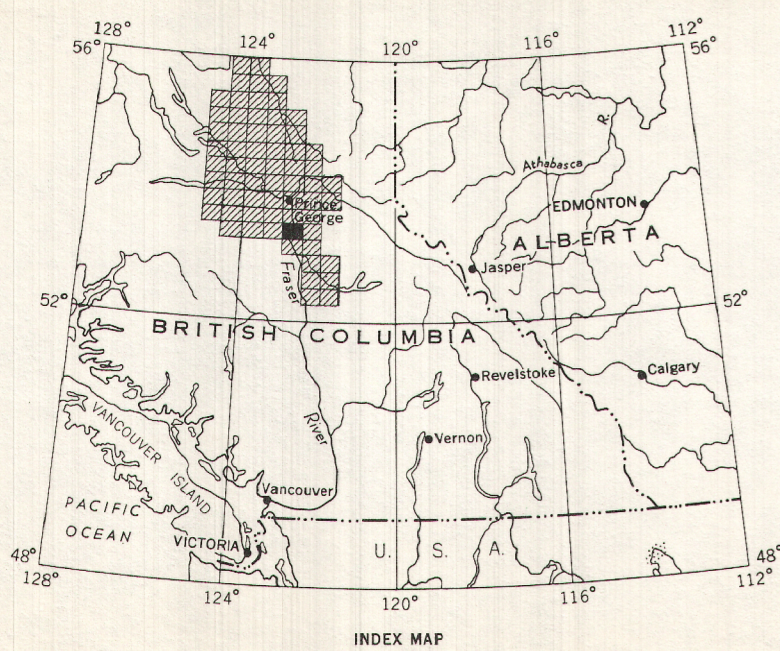 128°
124°
120°
116°
112°
56°
56°
R.
Athabasca
EDMONTON
Prince
George
ALBERTA
Jasper
Fraser
52°
52°
BRITISH COLUMBIA
Revelstoke
Calgary
VANCOUVER ISLAND
River
Vernon
Vancouver
PACIFIC
OCEAN
VICTORIA
U. S. A.
48°
48°
128°
124°
120°
116°
112°
INDEX MAP